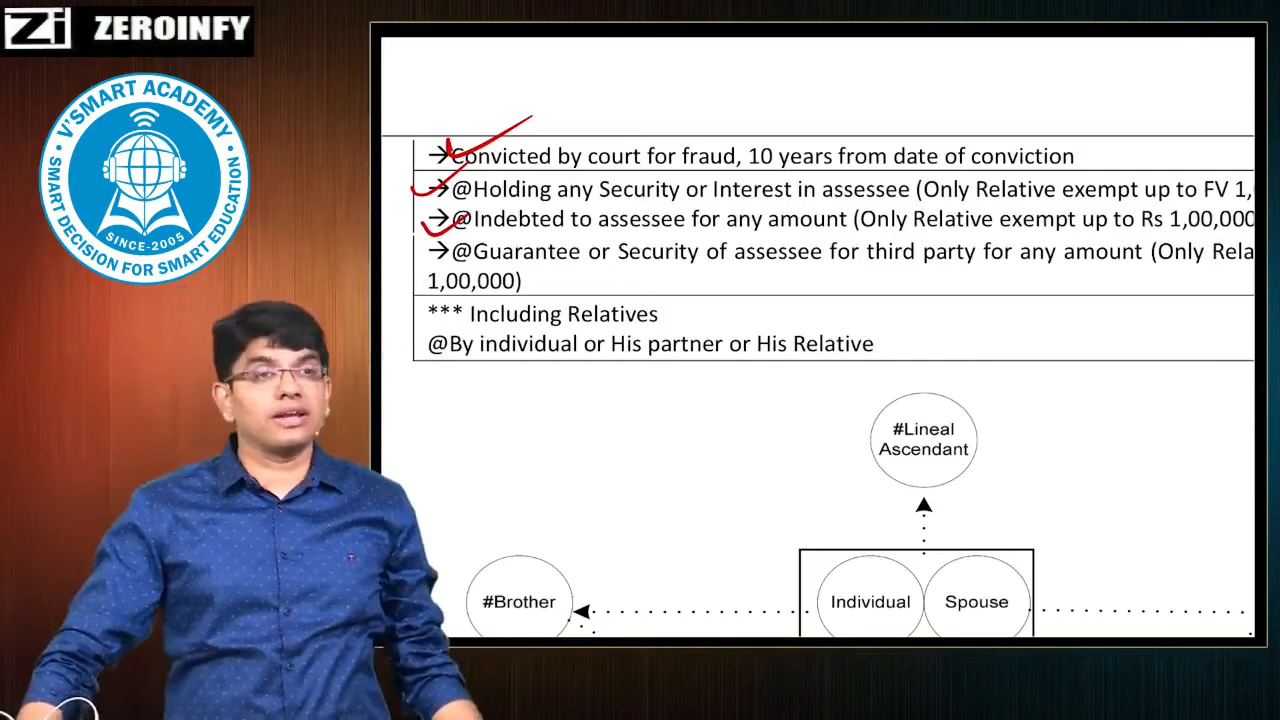 Zi ZEROINFY
V'SMART ACADEMY
SINCE-2005
SMART DECISION FOR SMART EDUCATION
→Convicted by court for fraud, 10 years from date of conviction
→@Holding any Security or Interest in assessee (Only Relative exempt up to FV 1,
→@Indebted to assessee for any amount (Only Relative exempt up to Rs 1,00,000
→@Guarantee or Security of assessee for third party for any amount (Only Rela
1,00,000)
*** Including Relatives
@By individual or His partner or His Relative
#Lineal
Ascendant
#Brother
Individual
Spouse